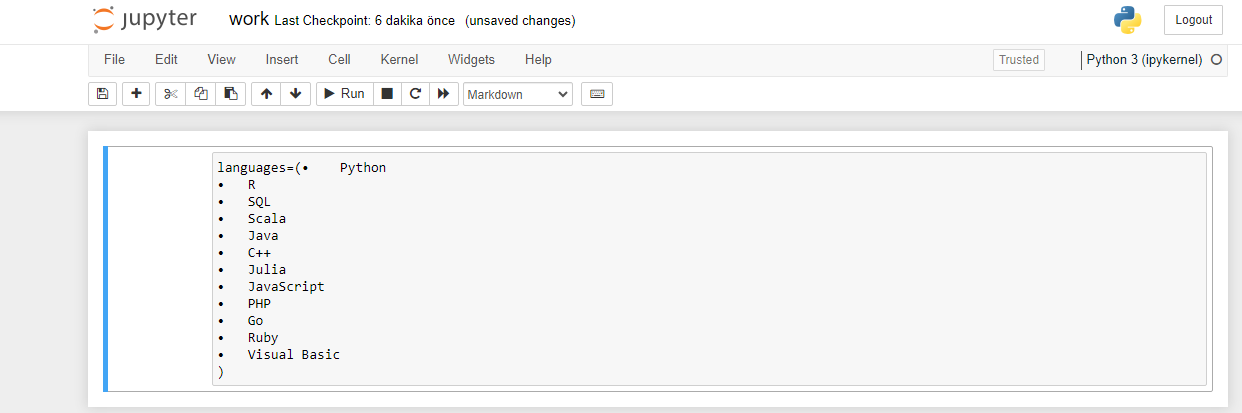 jupyter work Last Checkpoint: 6 dakika önce (unsaved changes) Logout
File Edit View Insert Cell Kernel Widgets Help Trusted Python 3 (ipykernel)
Run Markdown
languages=(• Python
• R
• SQL
• Scala
• Java
• C++
• Julia
• JavaScript
• PHP
• Go
• Ruby
• Visual Basic
)